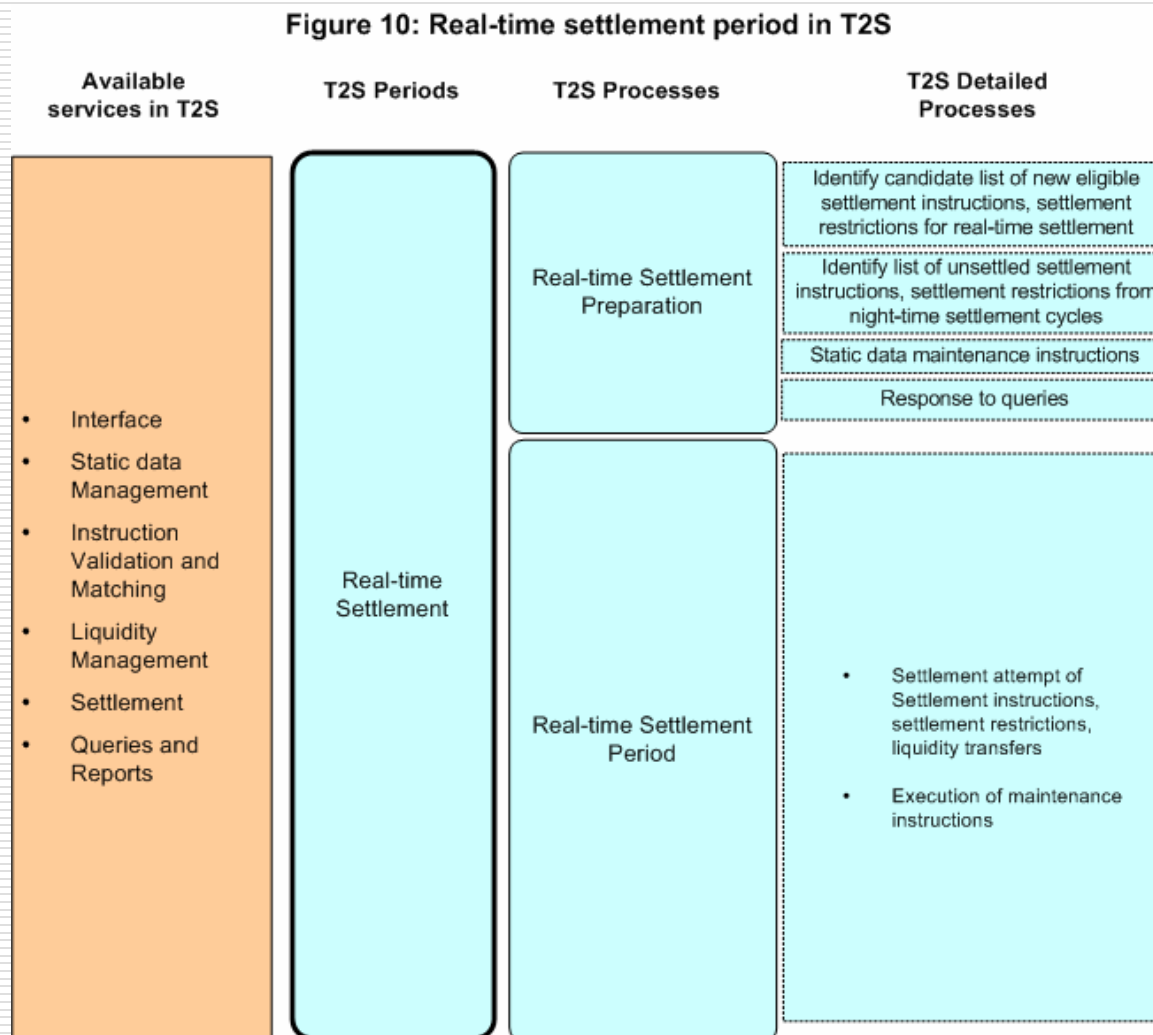 Figure 10: Real-time settlement period in T2S
Available
services in T2S
T2S Periods
T2S Processes
T2S Detailed
Processes
• Interface
• Static data
Management
• Instruction
Validation and
Matching
• Liquidity
Management
• Settlement
• Queries and
Reports
Real-time
Settlement
Real-time Settlement
Preparation
Real-time Settlement
Period
Identify candidate list of new eligible
settlement instructions, settlement
restrictions for real-time settlement
Identify list of unsettled settlement
instructions, settlement restrictions from
night-time settlement cycles
Static data maintenance instructions
Response to queries
• Settlement attempt of
Settlement instructions,
settlement restrictions,
liquidity transfers
• Execution of maintenance
instructions